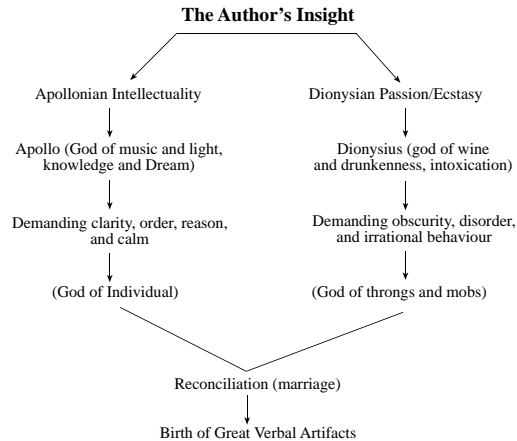 The Author's Insight
Apollonian Intellectuality
Dionysian Passion/Ecstasy
Apollo (God of music and light,
knowledge and Dream)
Dionysius (god of wine
and drunkenness, intoxication)
Demanding clarity, order, reason,
and calm
Demanding obscurity, disorder,
and irrational behaviour
(God of Individual)
(God of throngs and mobs)
Reconciliation (marriage)
Birth of Great Verbal Artifacts